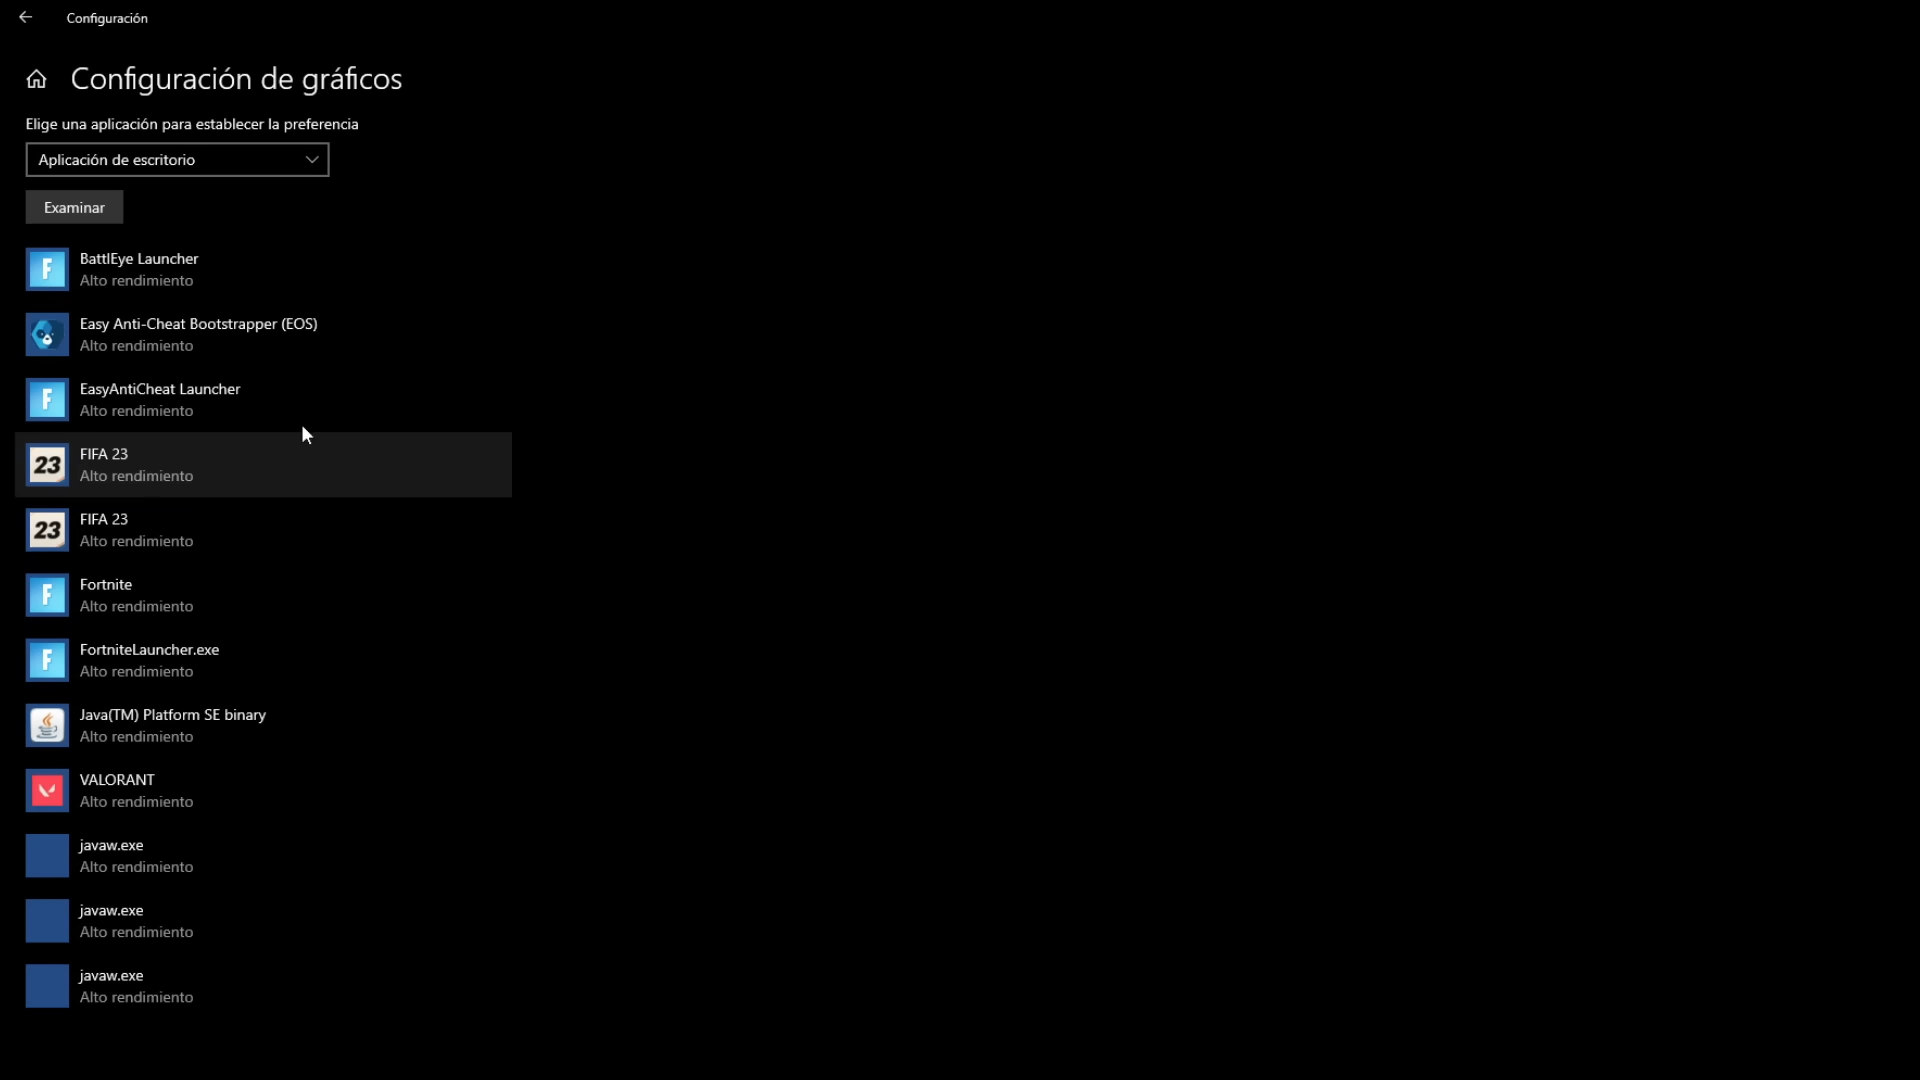 Configuración
Configuración de gráficos
Elige una aplicación para establecer la preferencia
Aplicación de escritorio
Examinar
F
BattlEye Launcher
Alto rendimiento
Easy Anti-Cheat Bootstrapper (EOS)
Alto rendimiento
F
EasyAntiCheat Launcher
Alto rendimiento
23
FIFA 23
Alto rendimiento
23
FIFA 23
Alto rendimiento
F
Fortnite
Alto rendimiento
F
FortniteLauncher.exe
Alto rendimiento
Java(TM) Platform SE binary
Alto rendimiento
VALORANT
Alto rendimiento
javaw.exe
Alto rendimiento
javaw.exe
Alto rendimiento
javaw.exe
Alto rendimiento